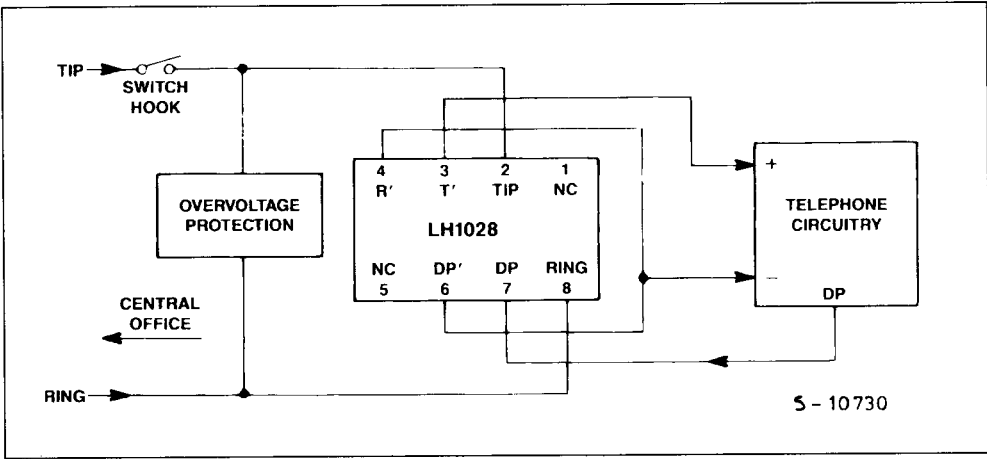 TIP
SWITCH
HOOK
4 3 2 1
R' T' TIP NC
LH1028
NC DP' DP RING
5 6 7 8
OVERVOLTAGE
PROTECTION
+
TELEPHONE
CIRCUITRY
−
DP
CENTRAL
OFFICE
RING
S-10730